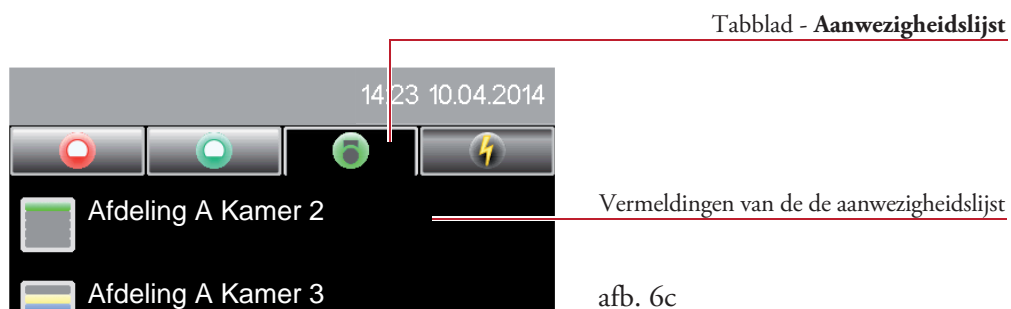 Tabblad - Aanwezigheidslijst
14:23 10.04.2014
Afdeling A Kamer 2
Vermeldingen van de de aanwezigheidslijst
Afdeling A Kamer 3
afb. 6c